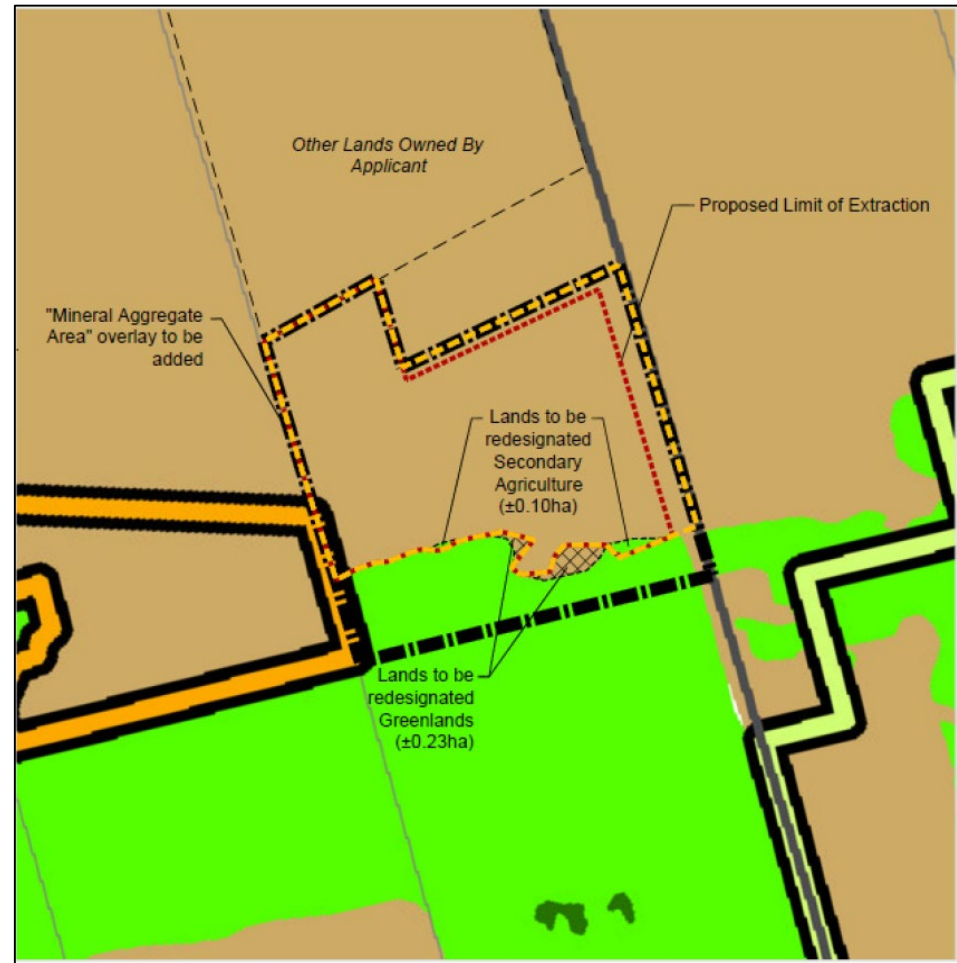 Other Lands Owned By
Applicant
Proposed Limit of Extraction
"Mineral Aggregate
Area" overlay to be
added
Lands to be
redesignated
Secondary
Agriculture
(±0.10ha)
Lands to be
redesignated
Greenlands
(±0.23ha)